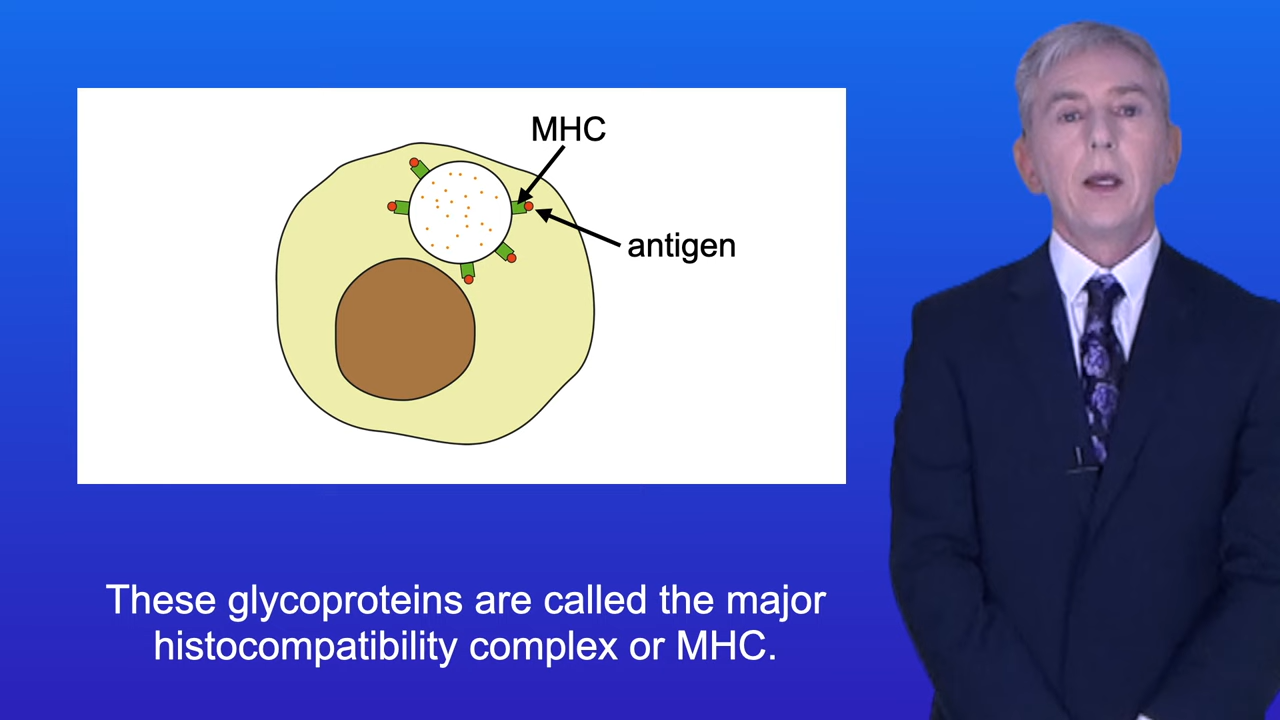 MHC
antigen
These glycoproteins are called the major
histocompatibility complex or MHC.